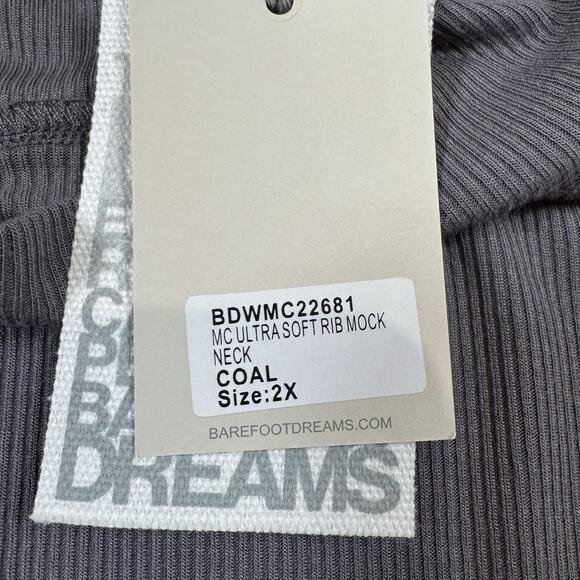 BDWMC22681
MC ULTRA SOFT RIB MOCK
NECK
COAL
Size:2X
BAREFOOTDREAMS.COM
DREAMS